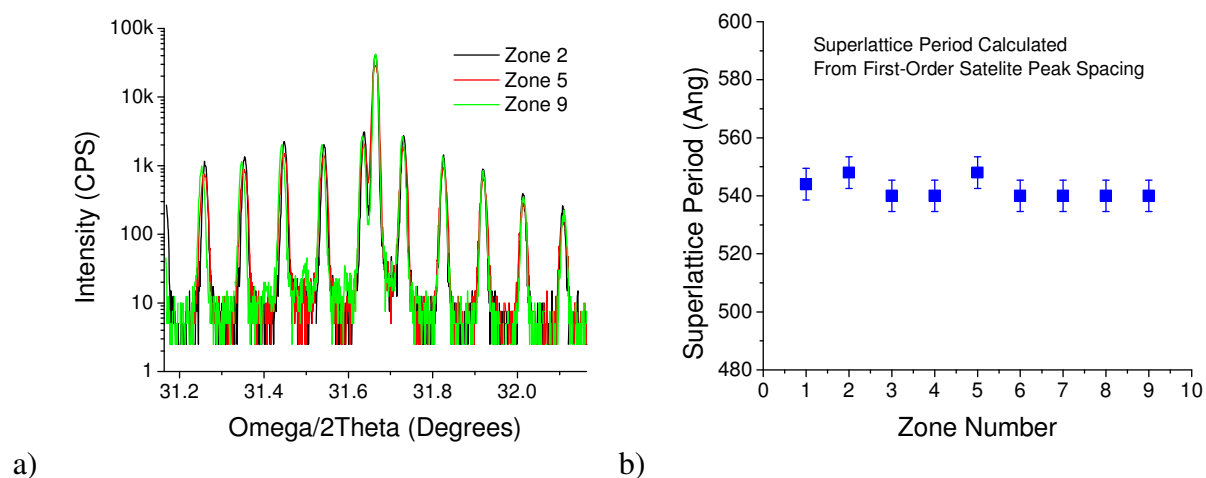 100k
10k
1k
100
10
1
Intensity (CPS)
Zone 2
Zone 5
Zone 9
31.2 31.4 31.6 31.8 32.0
Omega/2Theta (Degrees)
a)
600
580
560
540
520
500
480
Superlattice Period (Ang)
Superlattice Period Calculated
From First-Order Satelite Peak Spacing
0 1 2 3 4 5 6 7 8 9 10
Zone Number
b)